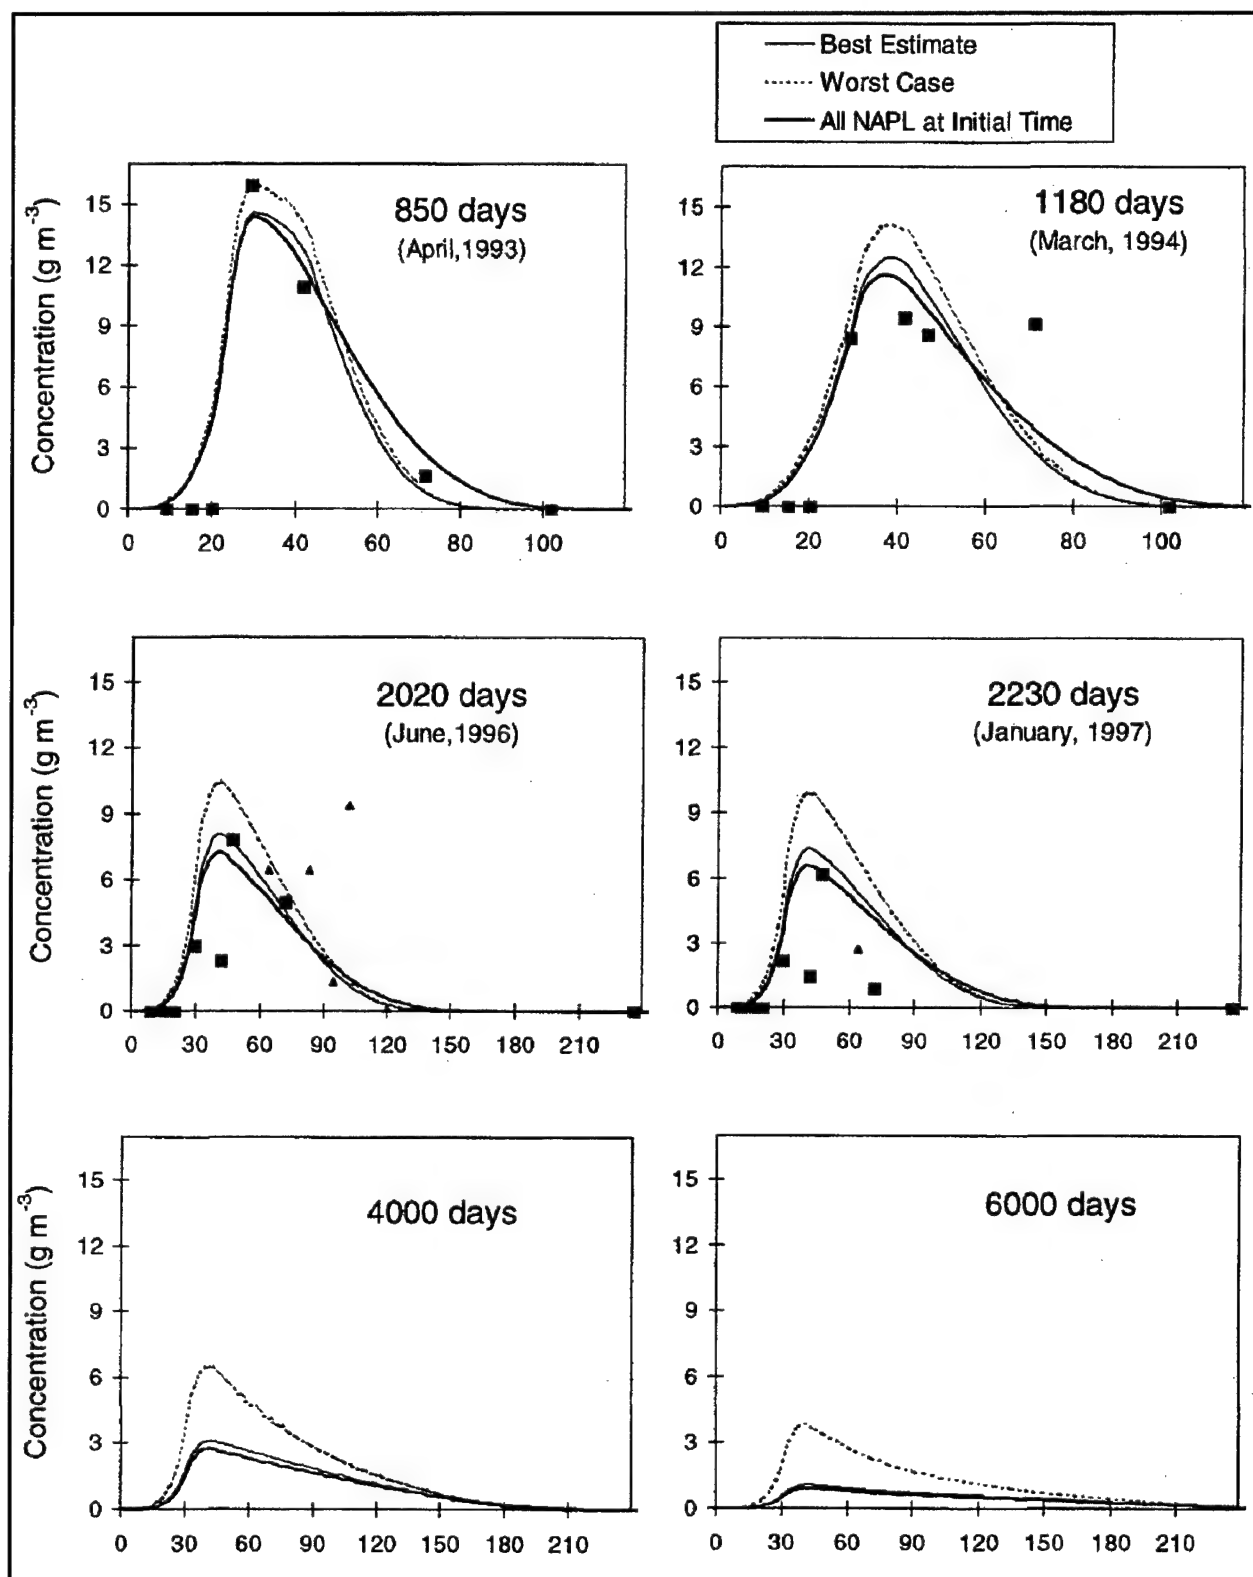 Best Estimate
Worst Case
All NAPL at Initial Time
Concentration (g m⁻³)
15
12
9
6
3
0
0 20 40 60 80 100
850 days
(April,1993)
15
12
9
6
3
0
0 20 40 60 80 100
1180 days
(March, 1994)
Concentration (g m⁻³)
15
12
9
6
3
0
0 30 60 90 120 150 180 210
2020 days
(June,1996)
15
12
9
6
3
0
0 30 60 90 120 150 180 210
2230 days
(January, 1997)
Concentration (g m⁻³)
15
12
9
6
3
0
0 30 60 90 120 150 180 210
4000 days
15
12
9
6
3
0
0 30 60 90 120 150 180 210
6000 days